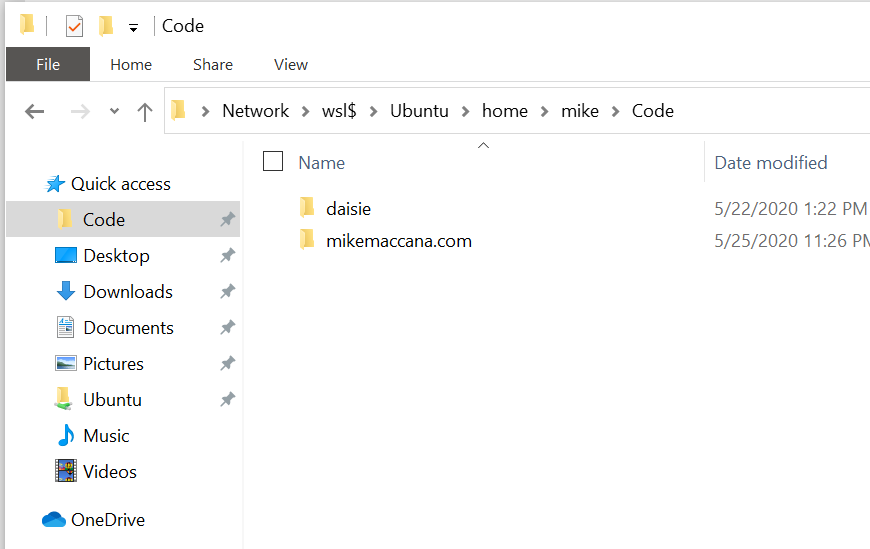 Code
File Home Share View
Network wsl$ Ubuntu home mike Code
Name Date modified
Quick access
Code
Desktop
Downloads
Documents
Pictures
Ubuntu
Music
Videos
OneDrive
daisie 5/22/2020 1:22 PM
mikemaccana.com 5/25/2020 11:26 PM